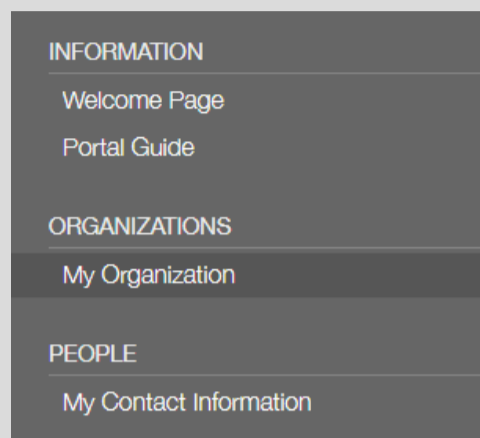 INFORMATION
Welcome Page
Portal Guide
ORGANIZATIONS
My Organization
PEOPLE
My Contact Information